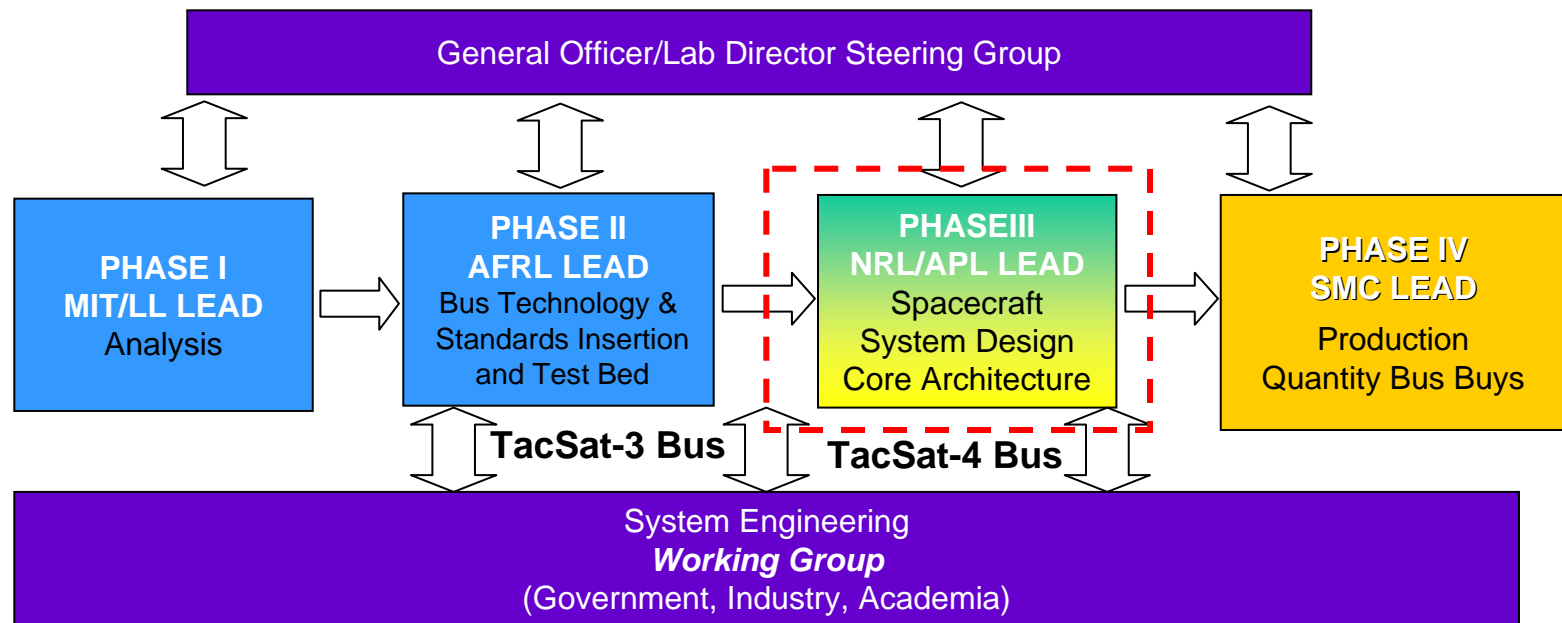 General Officer/Lab Director Steering Group
PHASE I
MIT/LL LEAD
Analysis
PHASE II
AFRL LEAD
Bus Technology &
Standards Insertion
and Test Bed
PHASEIII
NRL/APL LEAD
Spacecraft
System Design
Core Architecture
PHASE IV
SMC LEAD
Production
Quantity Bus Buys
TacSat-3 Bus
TacSat-4 Bus
System Engineering
Working Group
(Government, Industry, Academia)